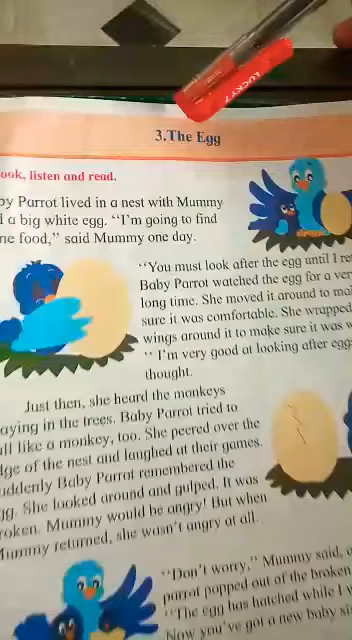 LUCKY7
3.The Egg
ook, listen and read.
by Parrot lived in a nest with Mummy
a big white egg. “I'm going to find
ne food,” said Mummy one day.
“You must look after the egg until I re
Baby Parrot watched the egg for a ver
long time. She moved it around to ma
sure it was comfortable. She wrapped
wings around it to make sure it was w
“ I'm very good at looking after egg
thought.
Just then, she heard the monkeys
aying in the trees. Baby Parrot tried to
all like a monkey, too. She peered over the
dge of the nest and laughed at their games.
uddenly Baby Parrot remembered the
gg. She looked around and gulped. It was
roken. Mummy would be angry! But when
Mummy returned, she wasn't angry at all.
“Don't worry,” Mummy said, a
parrot popped out of the broken
“The egg has hatched while I w
Now you've got a new baby si